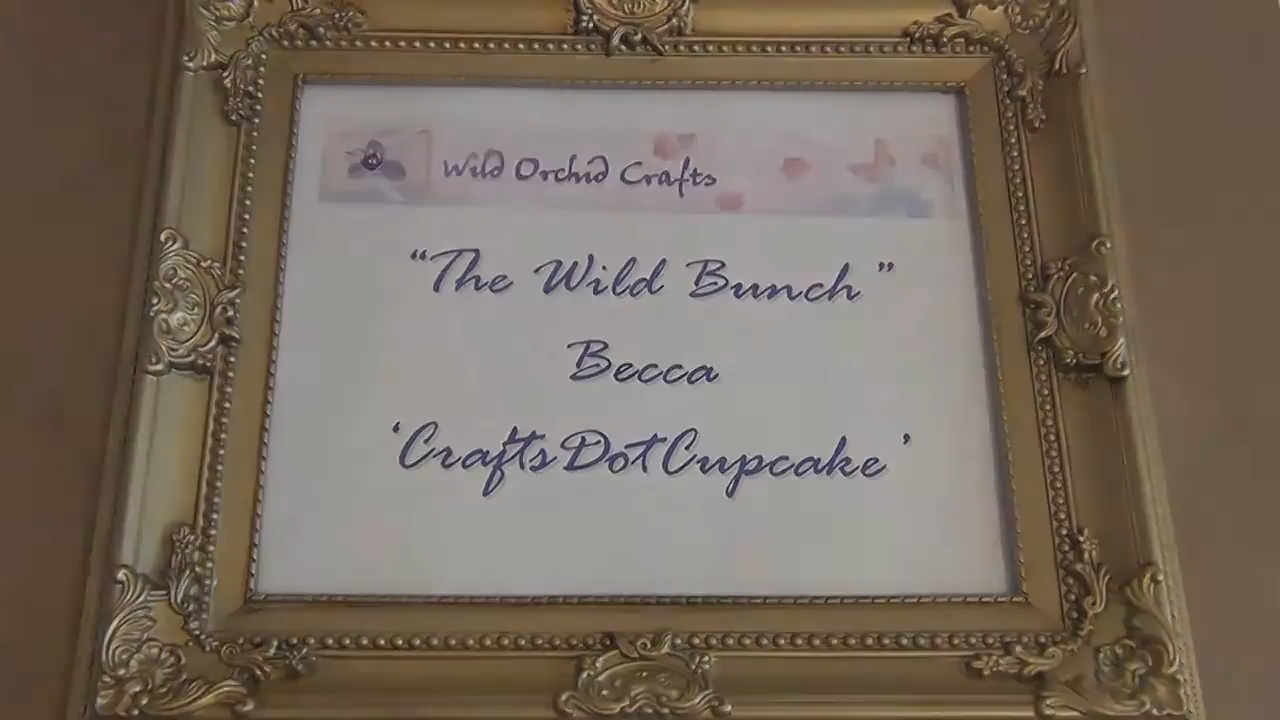 Wild Orchid Crafts
"The Wild Bunch"
Becca
'CraftsDotCupcake'